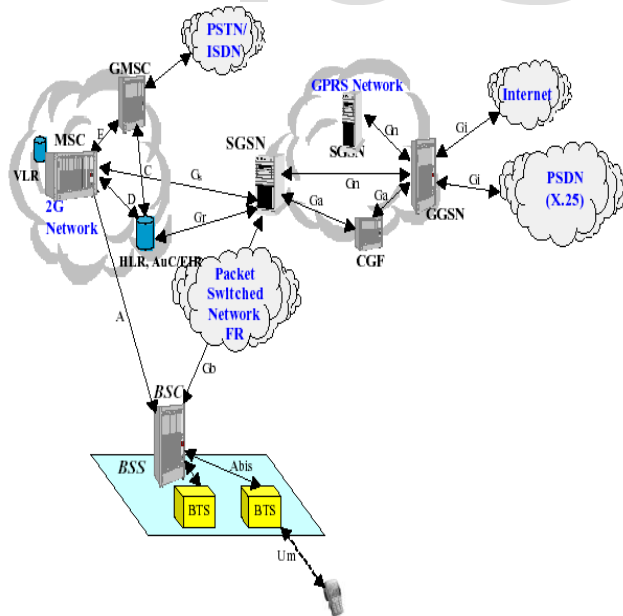 PSTN/
ISDN
GMSC
GPRS Network
Internet
E
MSC
SGSN
Gn
Gi
SGSN
VLR
C
Gs
Gn
Gi
PSDN
(X.25)
2G
Network
D
Gr
Ga
Ga
GGSN
CGF
HLR, AuC/EIR
Packet
Switched
Network
FR
A
Gb
BSC
BSS
Abis
BTS
BTS
Um